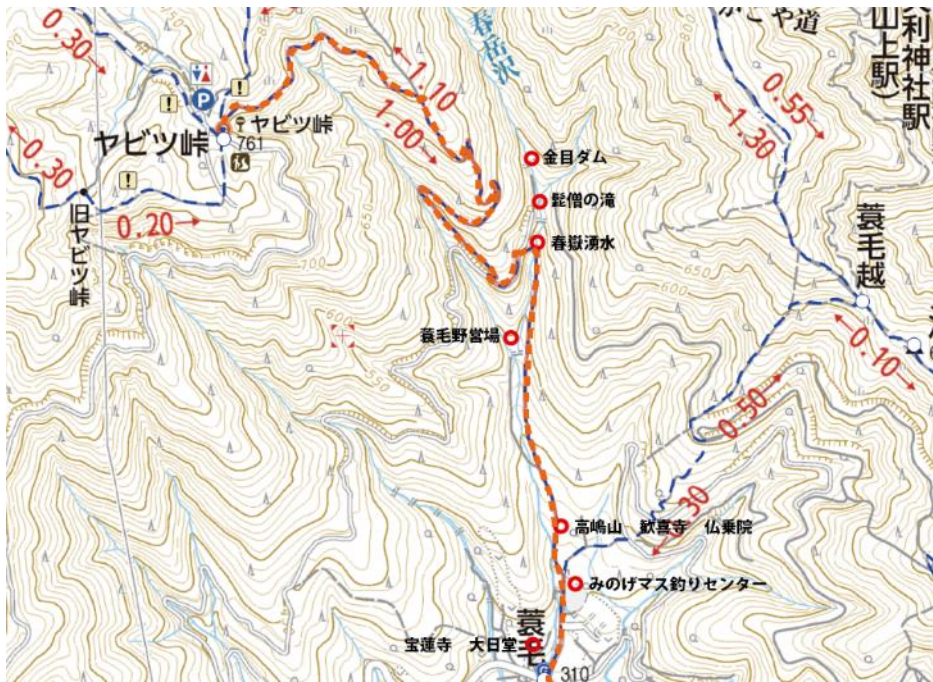 春岳沢
かごや道
利神社駅
山上駅）
0.30→
←1.10
1.00→
0.55→
←1.30
P
ヤビツ峠
ヤビツ峠
761
金目ダム
髭僧の滝
春嶽湧水
蓑毛越
←0.30
0.20→
旧ヤビツ峠
650
700
600
550
650
600
蓑毛野営場
←0.10→
0.50→
←0.30
高嶋山　歓喜寺　仏乗院
みのげマス釣りセンター
蓑毛
宝蓮寺　大日堂
310